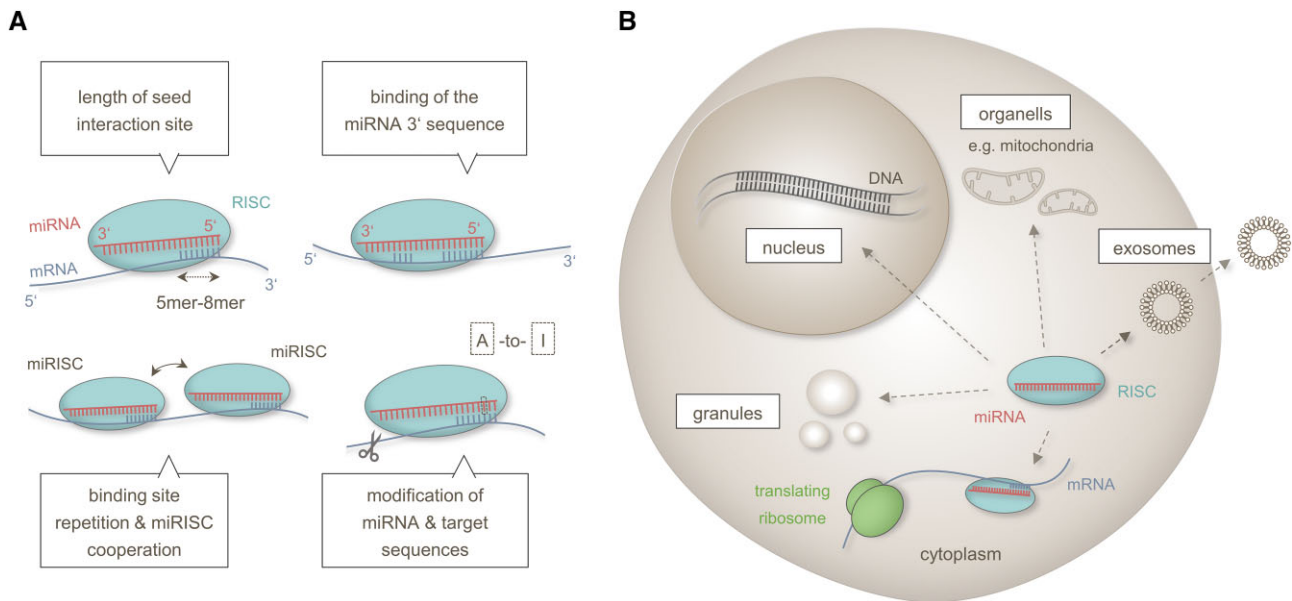 A
length of seed
interaction site
binding of the
miRNA 3‘ sequence
miRNA
3‘
5‘
RISC
mRNA
5‘
3‘
5mer-8mer
3‘
5‘
5‘
3‘
miRISC
miRISC
A -to- I
binding site
repetition & miRISC
cooperation
modification of
miRNA & target
sequences
B
organells
e.g. mitochondria
DNA
nucleus
exosomes
granules
miRNA
RISC
translating
ribosome
mRNA
cytoplasm